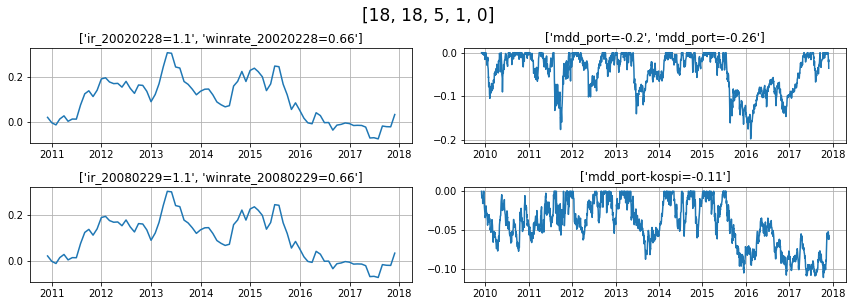 [18, 18, 5, 1, 0]
['ir_20020228=1.1', 'winrate_20020228=0.66']
0.2
0.0
2011 2012 2013 2014 2015 2016 2017 2018
['mdd_port=-0.2', 'mdd_port=-0.26']
0.0
−0.1
−0.2
2010 2011 2012 2013 2014 2015 2016 2017 2018
['ir_20080229=1.1', 'winrate_20080229=0.66']
0.2
0.0
2011 2012 2013 2014 2015 2016 2017 2018
['mdd_port-kospi=-0.11']
0.00
−0.05
−0.10
2010 2011 2012 2013 2014 2015 2016 2017 2018